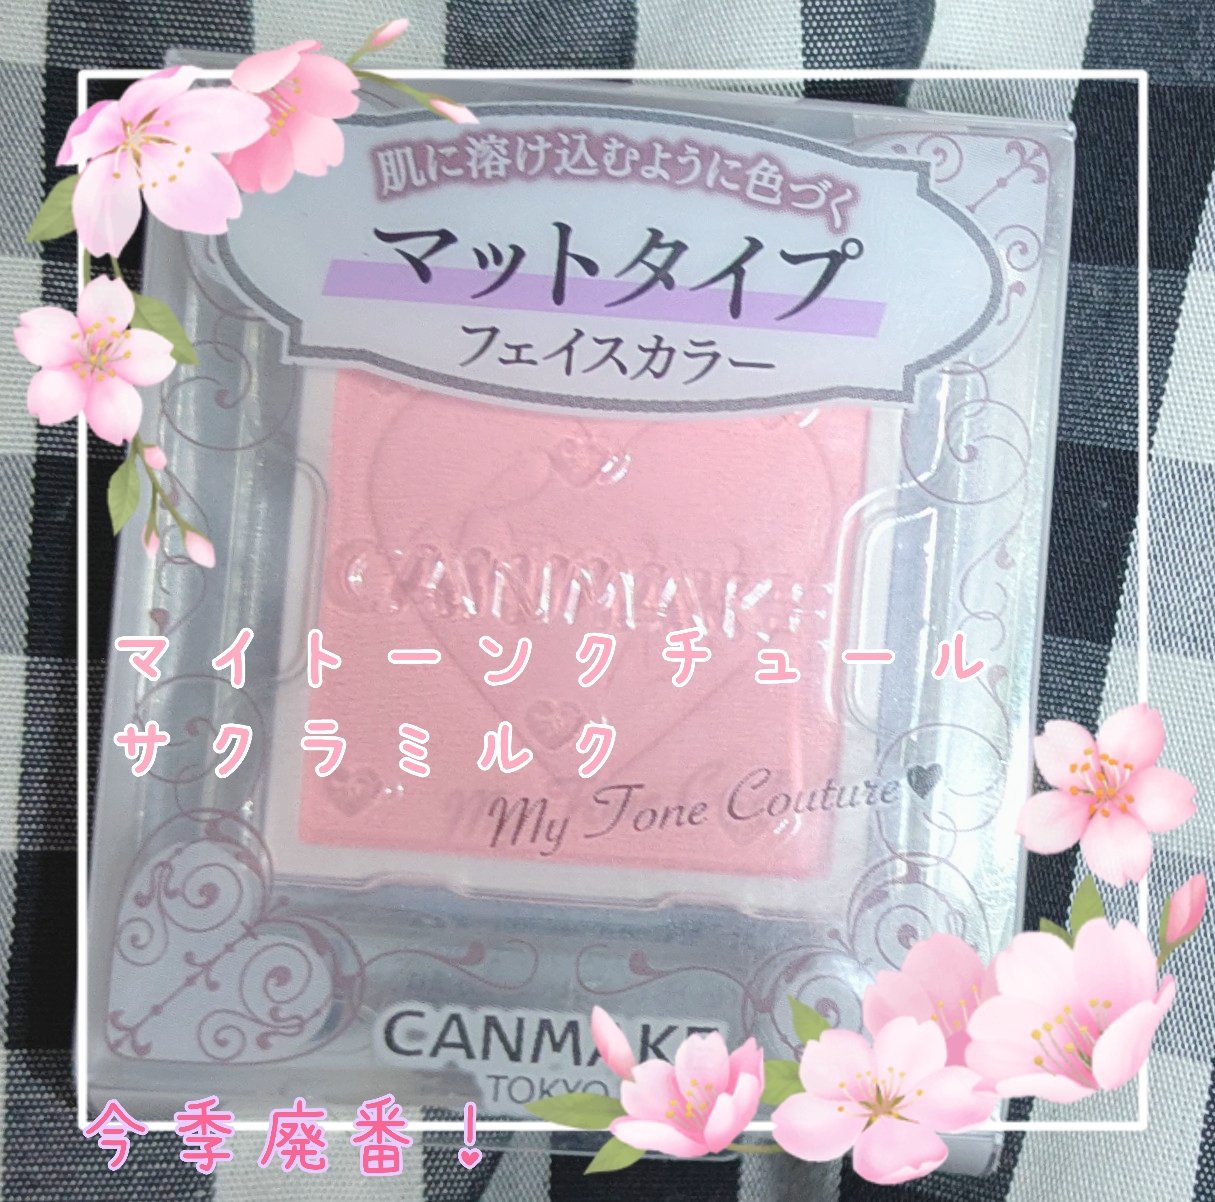 肌に溶け込むように色づく
マットタイプ
フェイスカラー
CANMAKE
マイトーンクチュール
サクラミルク
My Tone Couture
CANMAKE
TOKYO
今季廃番！